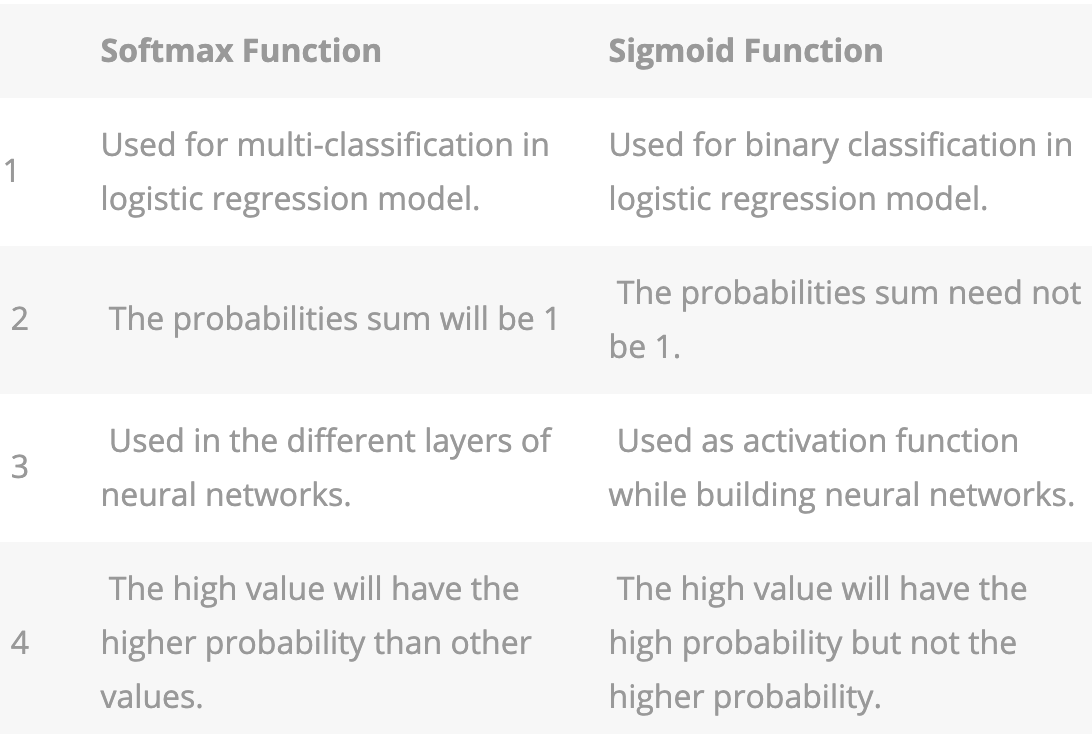 Softmax Function Sigmoid Function
1
Used for multi-classification in
logistic regression model.
Used for binary classification in
logistic regression model.
2
The probabilities sum will be 1
The probabilities sum need not
be 1.
3
Used in the different layers of
neural networks.
Used as activation function
while building neural networks.
4
The high value will have the
higher probability than other
values.
The high value will have the
high probability but not the
higher probability.